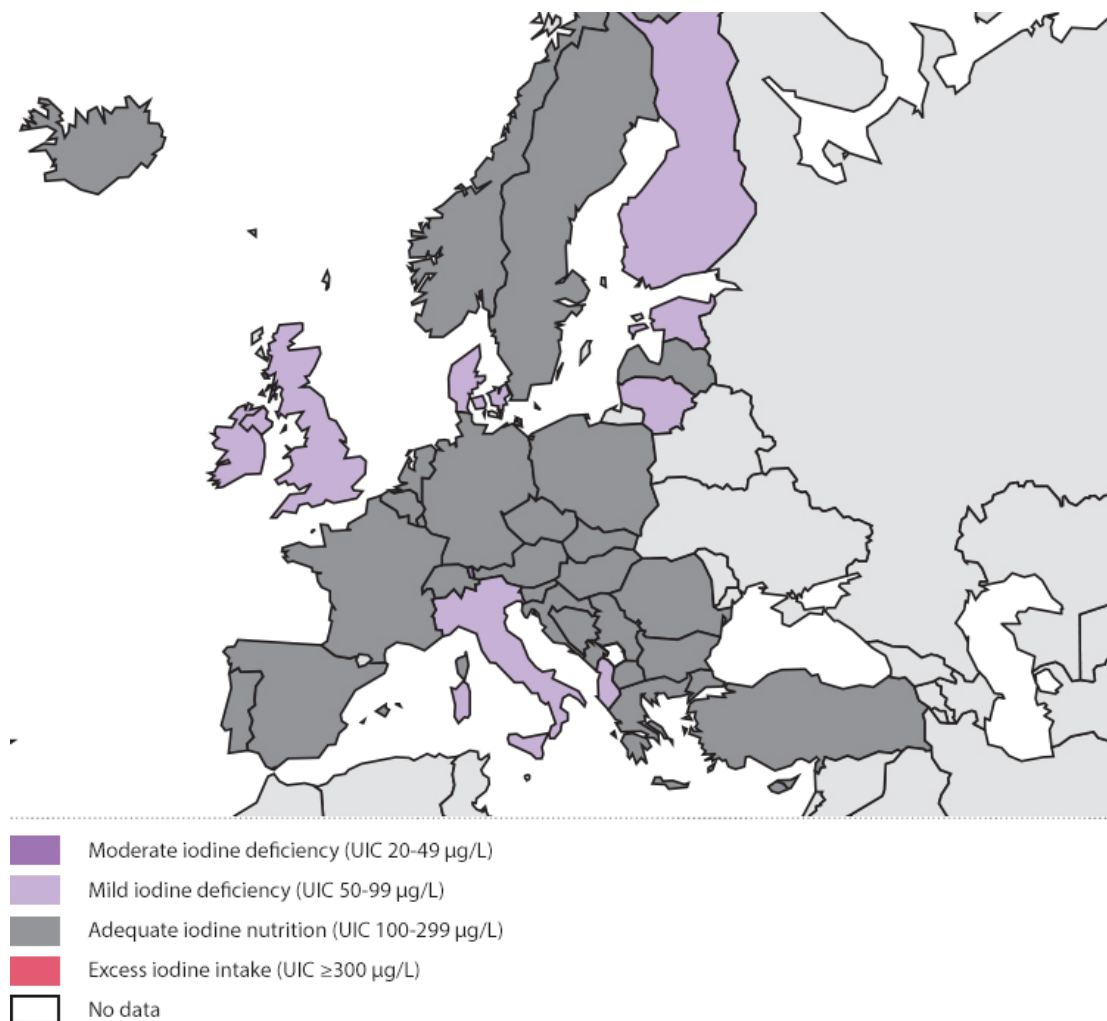 Moderate iodine deficiency (UIC 20-49 µg/L)
Mild iodine deficiency (UIC 50-99 µg/L)
Adequate iodine nutrition (UIC 100-299 µg/L)
Excess iodine intake (UIC ≥300 µg/L)
No data